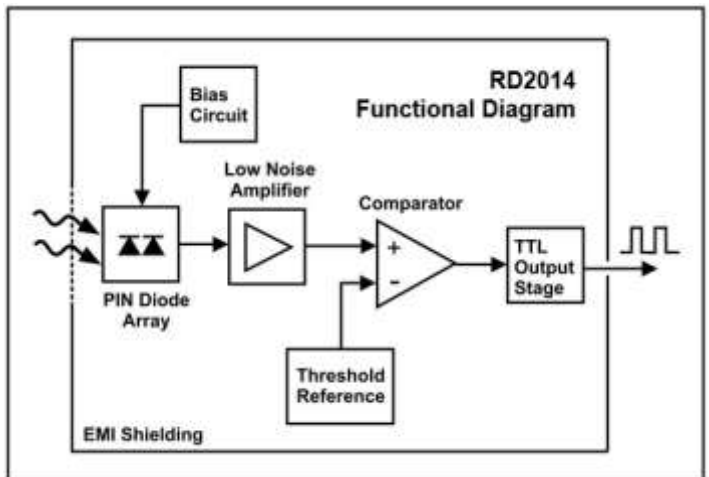 RD2014
Functional Diagram
Bias
Circuit
Low Noise
Amplifier
Comparator
+
-
TTL
Output
Stage
PIN Diode
Array
Threshold
Reference
EMI Shielding